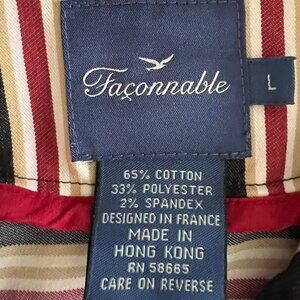 Façonnable
L
65% COTTON
33% POLYESTER
2% SPANDEX
DESIGNED IN FRANCE
MADE IN
HONG KONG
RN 58665
CARE ON REVERSE